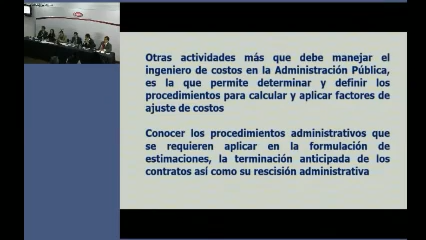 Otras actividades más que debe manejar el
ingeniero de costos en la Administración Pública,
es la que permite determinar y definir los
procedimientos para calcular y aplicar factores de
ajuste de costos
Conocer los procedimientos administrativos que
se requieren aplicar en la formulación de
estimaciones, la terminación anticipada de los
contratos así como su rescisión administrativa